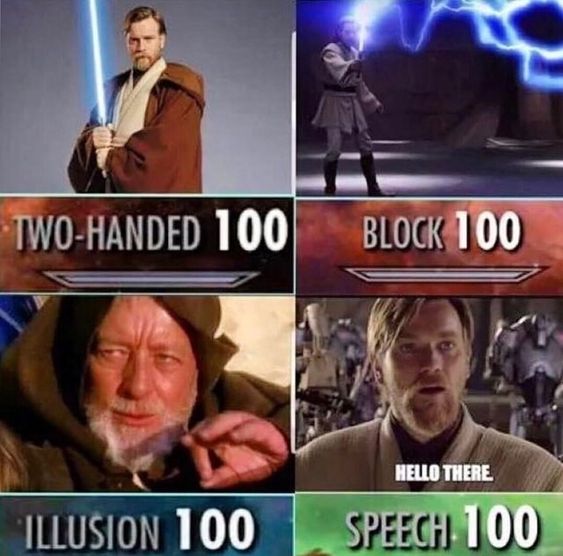 TWO-HANDED 100
BLOCK 100
HELLO THERE.
ILLUSION 100
SPEECH 100